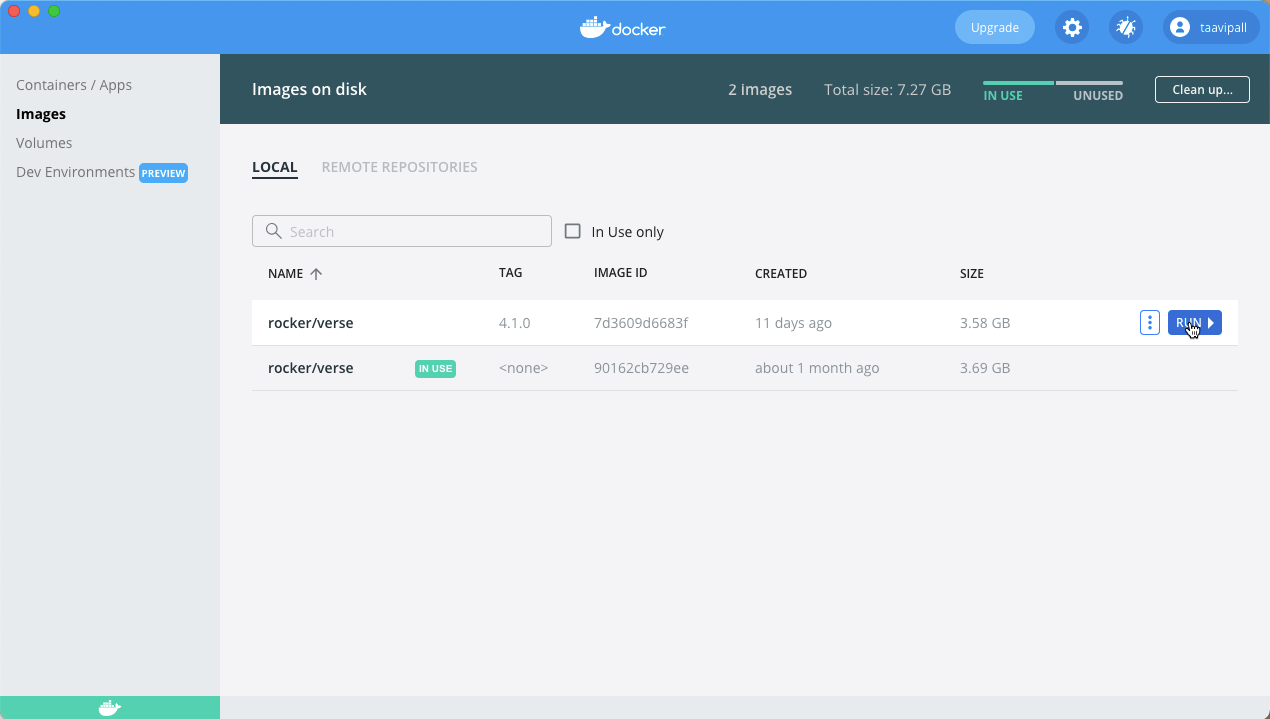 docker
Upgrade
taavipall
Containers / Apps
Images
Volumes
Dev Environments PREVIEW
Images on disk
2 images
Total size: 7.27 GB
IN USE
UNUSED
Clean up...
LOCAL
REMOTE REPOSITORIES
Search
In Use only
NAME TAG IMAGE ID CREATED SIZE
rocker/verse 4.1.0 7d3609d6683f 11 days ago 3.58 GB RUN
rocker/verse IN USE <none> 90162cb729ee about 1 month ago 3.69 GB